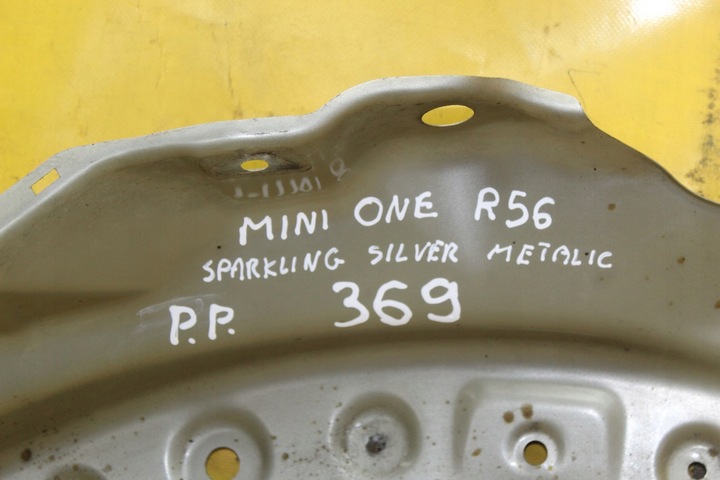 MINI ONE R56
SPARKLING SILVER METALIC
P.P. 369